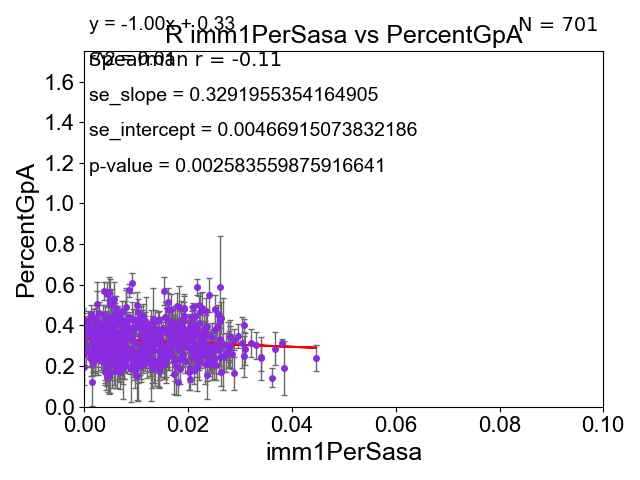 y = -1.00x + 0.33
N = 701
R imm1PerSasa vs PercentGpA
R^2 = 0.01
Spearman r = -0.11
se_slope = 0.3291955354164905
se_intercept = 0.00466915073832186
p-value = 0.002583559875916641
PercentGpA
1.6
1.4
1.2
1.0
0.8
0.6
0.4
0.2
0.0
0.00 0.02 0.04 0.06 0.08 0.10
imm1PerSasa